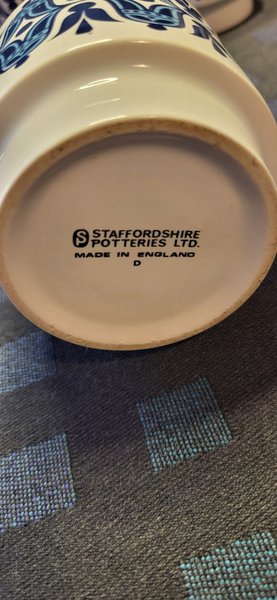 STAFFORDSHIRE
POTTERIES LTD.
MADE IN ENGLAND
D